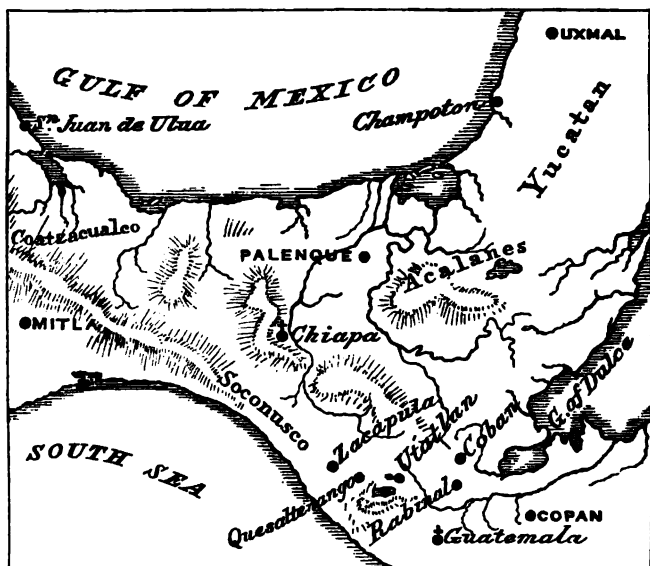 UXMAL
GULF OF MEXICO
Champoton
Sn. Juan de Ulua
Yucatan
Coatzacualco
PALENQUE
Acalanes
MITLA
Chiapa
Soconusco
G. of Dulce
Zacapula
Utatlan
Coban
SOUTH SEA
Quesaltenango
Rabinal
COPAN
Guatemala